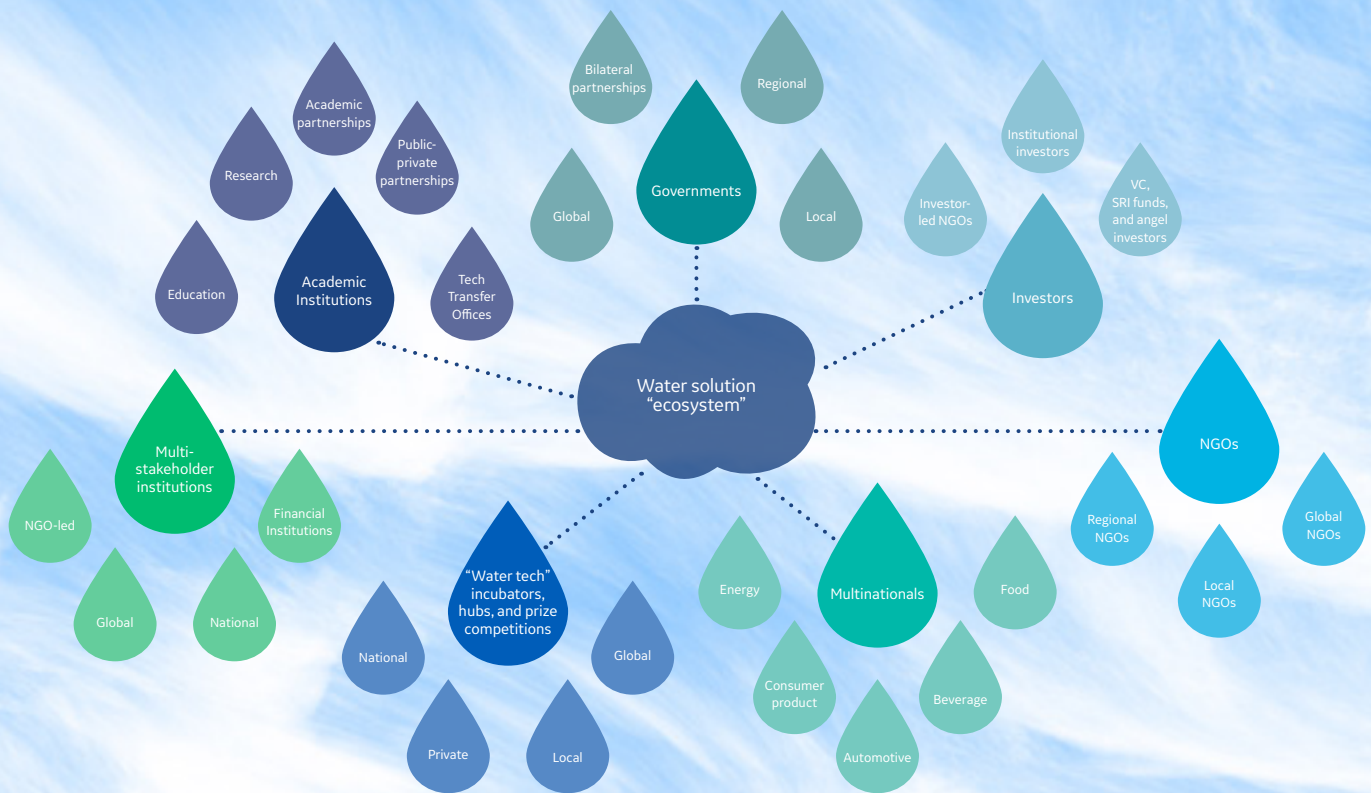 Bilateral
partnerships
Regional
Governments
Global
Local
Academic
partnerships
Public-
private
partnerships
Research
Education
Academic
Institutions
Tech
Transfer
Offices
Institutional
investors
Investor-
led NGOs
VC,
SRI funds,
and angel
investors
Investors
Water solution
“ecosystem”
Multi-
stakeholder
institutions
NGO-led
Financial
Institutions
Global
National
“Water tech”
incubators,
hubs, and prize
competitions
National
Global
Private
Local
Multinationals
Energy
Food
Consumer
product
Beverage
Automotive
NGOs
Regional
NGOs
Global
NGOs
Local
NGOs